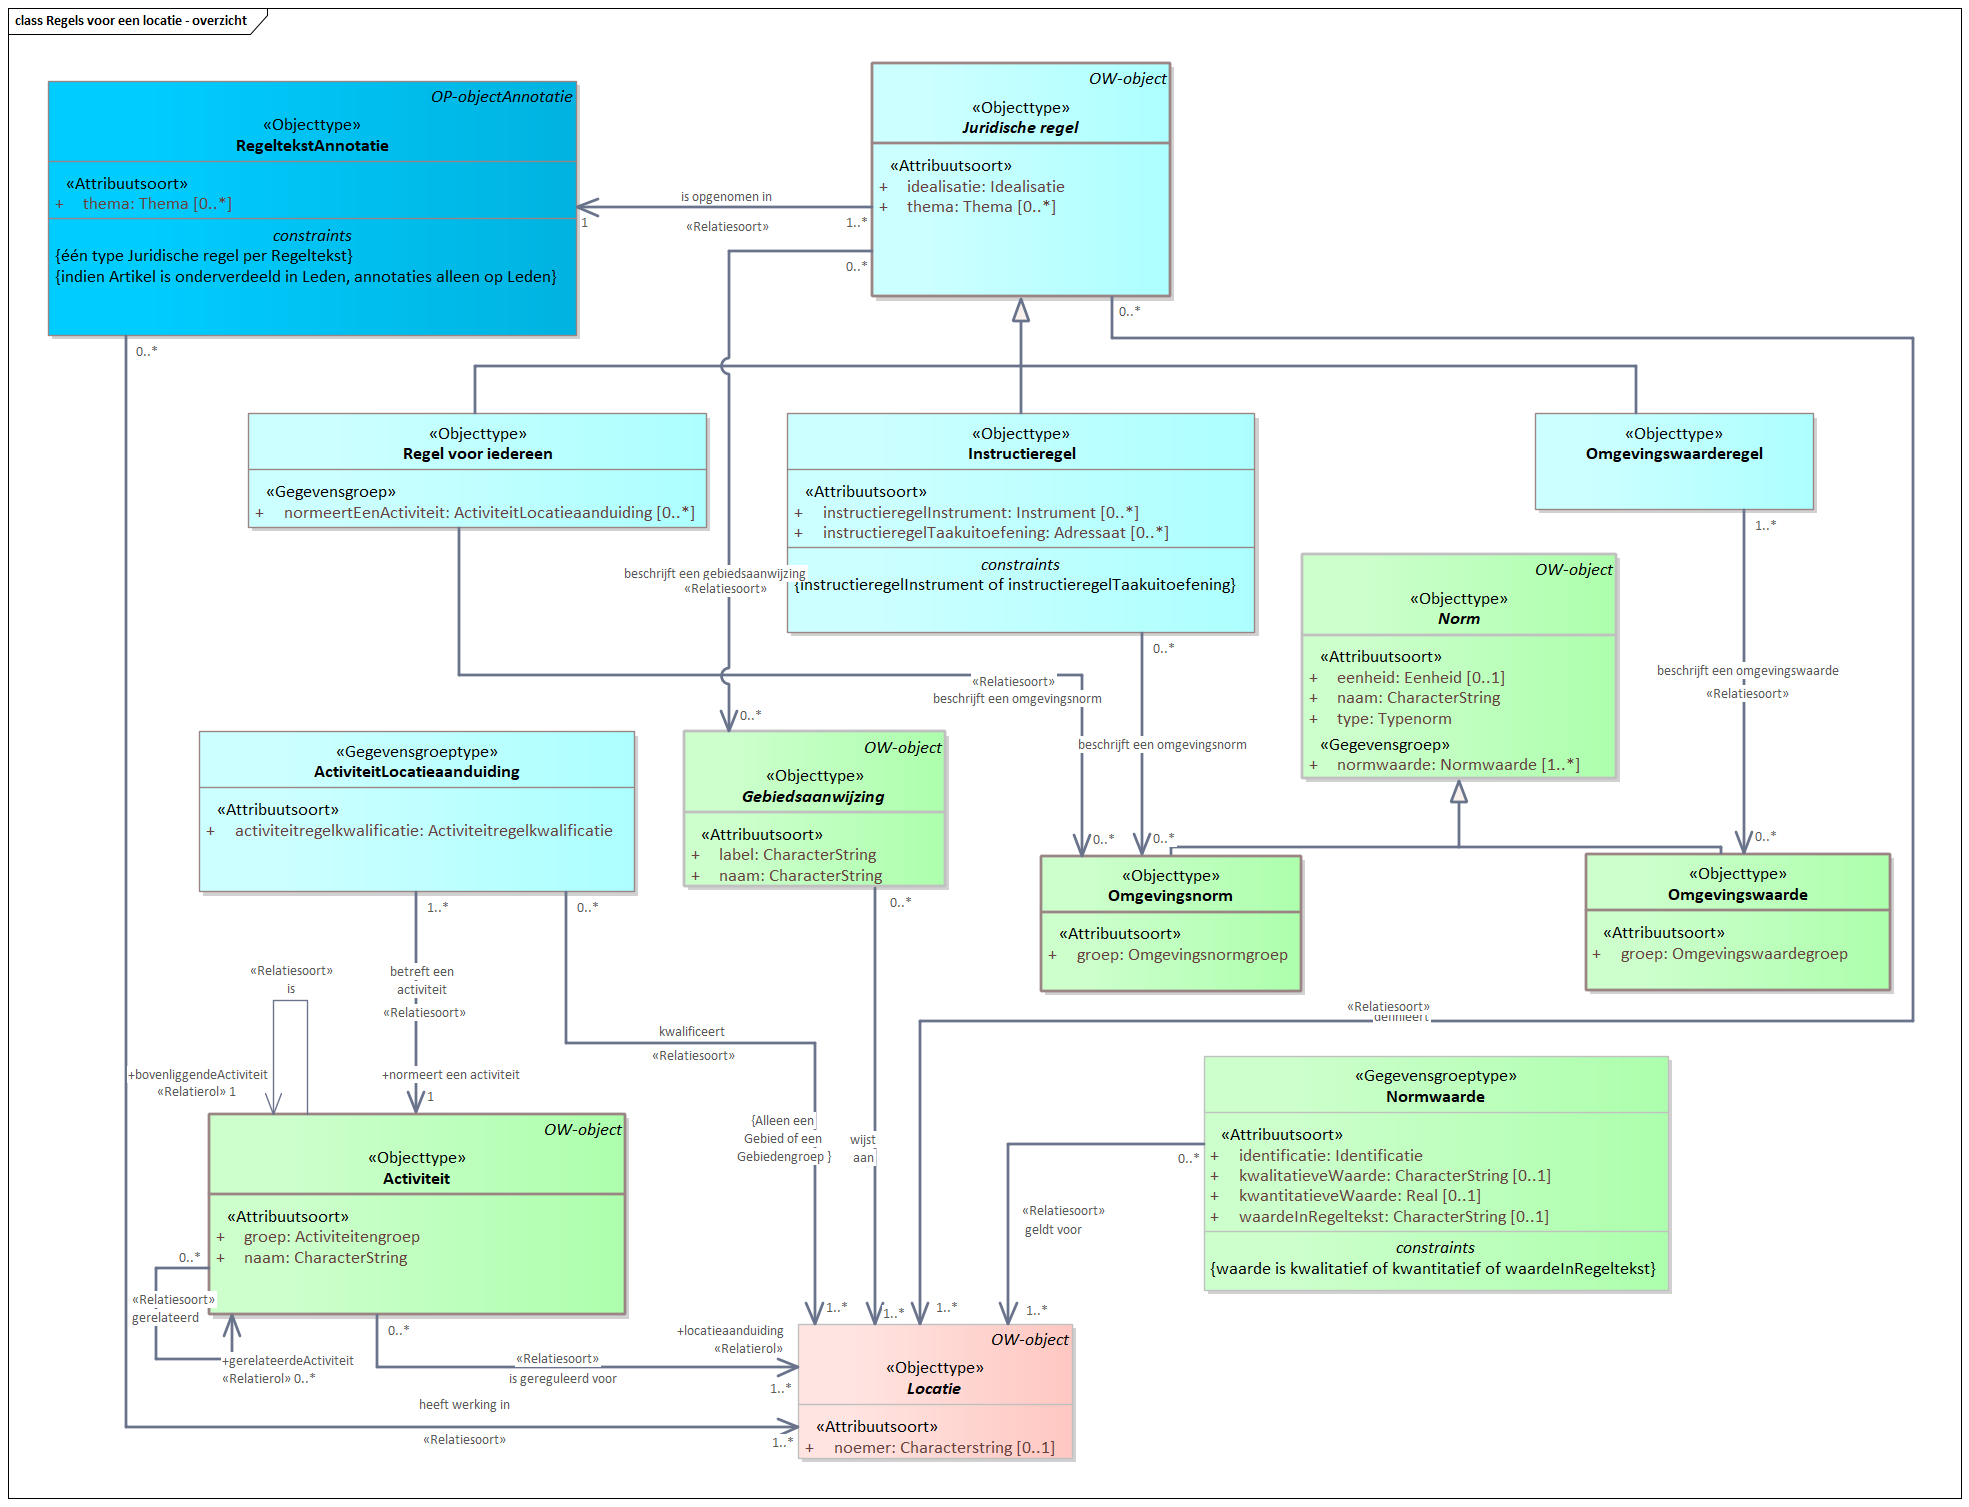 class Regels voor een locatie - overzicht
OP-objectAnnotatie
«Objecttype»
RegeltekstAnnotatie
«Attribuutsoort»
+ thema: Thema [0..*]
constraints
{één type Juridische regel per Regeltekst}
{indien Artikel is onderverdeeld in Leden, annotaties alleen op Leden}
0..*
OW-object
«Objecttype»
Juridische regel
«Attribuutsoort»
+ idealisatie: Idealisatie
+ thema: Thema [0..*]
is opgenomen in
1
1..*
«Relatiesoort»
0..*
0..*
«Objecttype»
Regel voor iedereen
«Gegevensgroep»
+ normeertEenActiviteit: ActiviteitLocatieaanduiding [0..*]
«Objecttype»
Instructieregel
«Attribuutsoort»
+ instructieregelInstrument: Instrument [0..*]
+ instructieregelTaakuitoefening: Adressaat [0..*]
constraints
{instructieregelInstrument of instructieregelTaakuitoefening}
0..*
«Objecttype»
Omgevingswaarderegel
1..*
beschrijft een gebiedsaanwijzing
«Relatiesoort»
0..*
OW-object
«Objecttype»
Norm
«Attribuutsoort»
+ eenheid: Eenheid [0..1]
+ naam: CharacterString
+ type: Typenorm
«Gegevensgroep»
+ normwaarde: Normwaarde [1..*]
beschrijft een omgevingswaarde
«Relatiesoort»
0..*
«Relatiesoort»
beschrijft een omgevingsnorm
beschrijft een omgevingsnorm
0..*
0..*
«Gegevensgroeptype»
ActiviteitLocatieaanduiding
«Attribuutsoort»
+ activiteitregelkwalificatie: Activiteitregelkwalificatie
1..*
0..*
OW-object
«Objecttype»
Gebiedsaanwijzing
«Attribuutsoort»
+ label: CharacterString
+ naam: CharacterString
0..*
«Objecttype»
Omgevingsnorm
«Attribuutsoort»
+ groep: Omgevingsnormgroep
«Objecttype»
Omgevingswaarde
«Attribuutsoort»
+ groep: Omgevingswaardegroep
«Relatiesoort»
is
betreft een
activiteit
«Relatiesoort»
+normeert een activiteit
1
+bovenliggendeActiviteit
«Relatierol» 1
kwalificeert
«Relatiesoort»
{Alleen een
Gebied of een
Gebiedengroep }
wijst
aan
«Relatiesoort»
definieert
OW-object
«Objecttype»
Activiteit
«Attribuutsoort»
+ groep: Activiteitengroep
+ naam: CharacterString
0..*
«Relatiesoort»
gerelateerd
+gerelateerdeActiviteit
«Relatierol» 0..*
0..*
«Gegevensgroeptype»
Normwaarde
«Attribuutsoort»
+ identificatie: Identificatie
+ kwalitatieveWaarde: CharacterString [0..1]
+ kwantitatieveWaarde: Real [0..1]
+ waardeInRegeltekst: CharacterString [0..1]
constraints
{waarde is kwalitatief of kwantitatief of waardeInRegeltekst}
0..*
«Relatiesoort»
geldt voor
1..*
1..*
1..*
1..*
+locatieaanduiding
«Relatierol»
«Relatiesoort»
is gereguleerd voor
1..*
heeft werking in
«Relatiesoort»
1..*
OW-object
«Objecttype»
Locatie
«Attribuutsoort»
+ noemer: Characterstring [0..1]